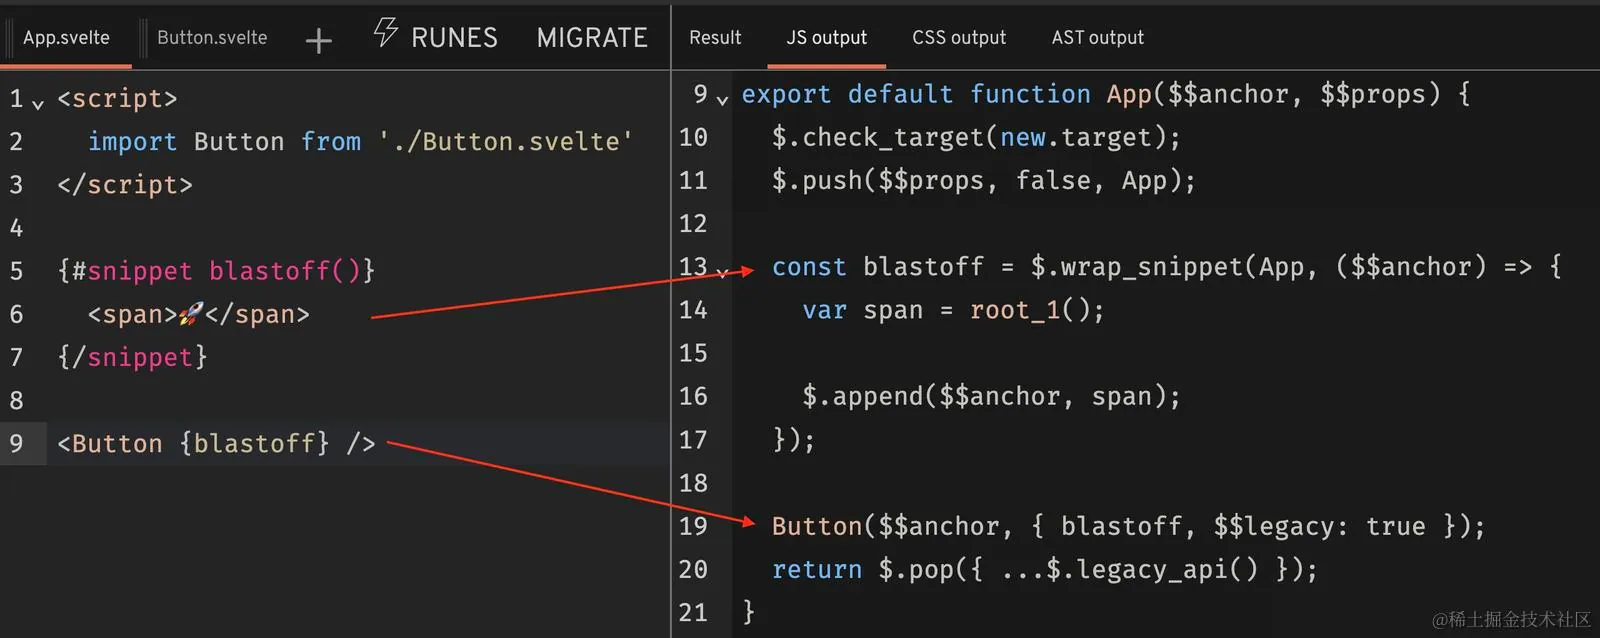 App.svelte Button.svelte + RUNES MIGRATE
1 <script>
2 import Button from './Button.svelte'
3 </script>
4
5 {#snippet blastoff()}
6 <span>🚀</span>
7 {/snippet}
8
9 <Button {blastoff} />
Result JS output CSS output AST output
9 export default function App($$anchor, $$props) {
10 $.check_target(new.target);
11 $.push($$props, false, App);
12
13 const blastoff = $.wrap_snippet(App, ($$anchor) => {
14 var span = root_1();
15
16 $.append($$anchor, span);
17 });
18
19 Button($$anchor, { blastoff, $$legacy: true });
20 return $.pop({ ...$.legacy_api() });
21 }
@稀土掘金技术社区